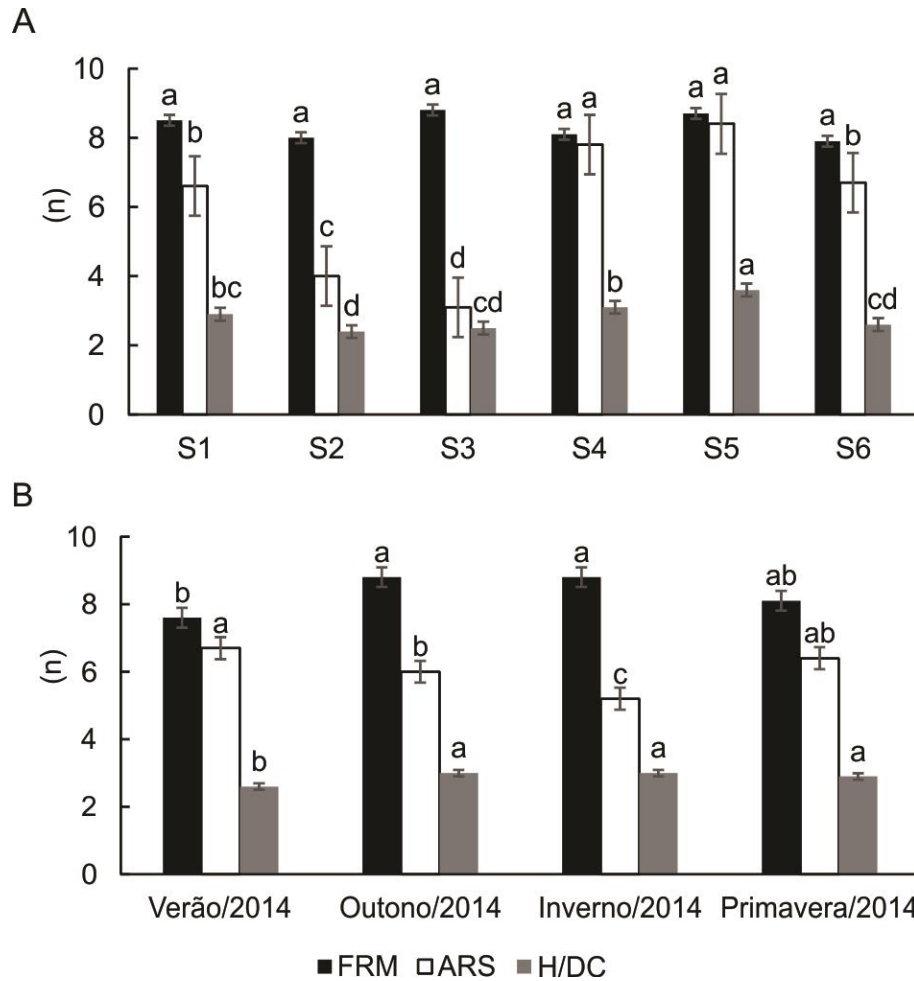 A
10
8
6
4
2
0
(n)
a b bc
a c d
a d cd
a a b
a a a
a b cd
S1 S2 S3 S4 S5 S6
B
10
8
6
4
2
0
(n)
b a b
a b a
a c a
ab ab a
Verão/2014 Outono/2014 Inverno/2014 Primavera/2014
FRM ARS H/DC